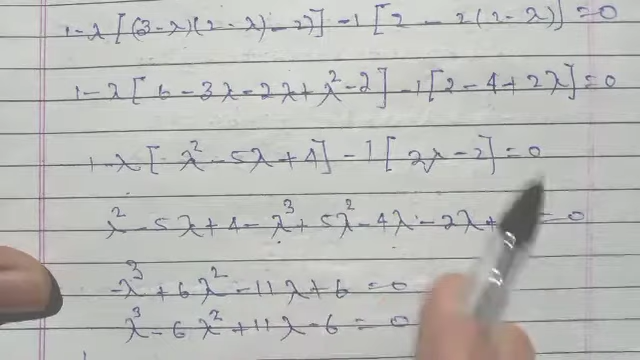 1-λ[(3-λ)(2-λ)-2)] -1[2 - 2(2-λ)] =0
1-λ[6-3λ-2λ+λ²-2] -1[2-4+2λ]=0
1-λ[λ²-5λ+4] -1[2λ-2]=0
λ²-5λ+4-λ³+5λ²-4λ-2λ+ =0
-λ³+6λ²-11λ+6=0
λ³-6λ²+11λ-6=0